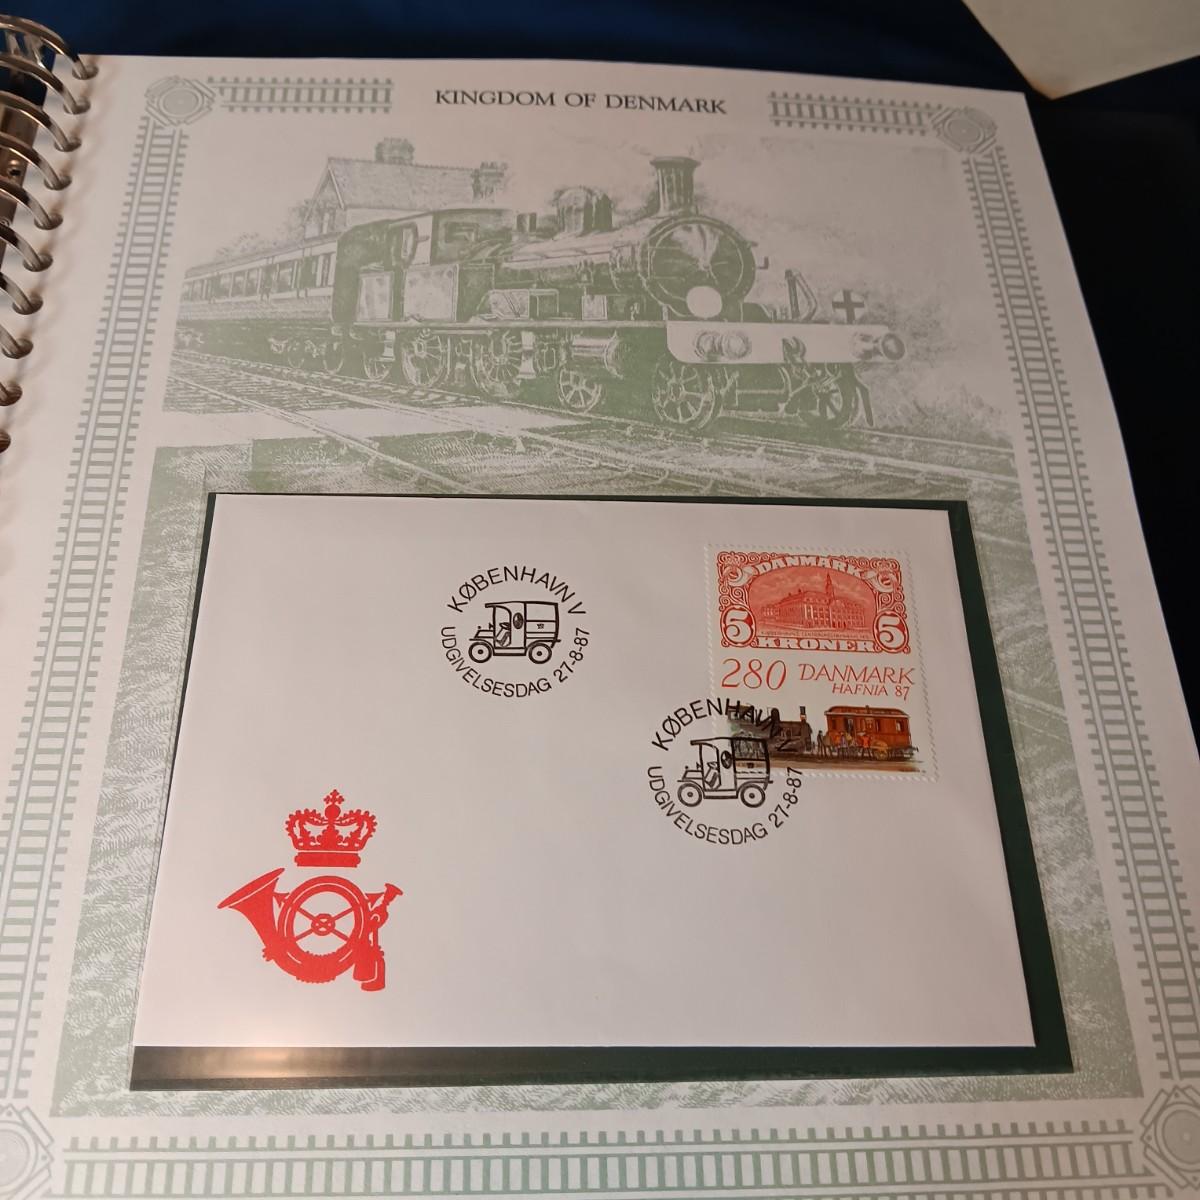 KINGDOM OF DENMARK
KØBENHAVN V
UDGIVELSESDAG 27-8-87
DANMARK
5 5
KRONER
280 DANMARK
HAFNIA 87
KØBENHAVN V
UDGIVELSESDAG 27-8-87